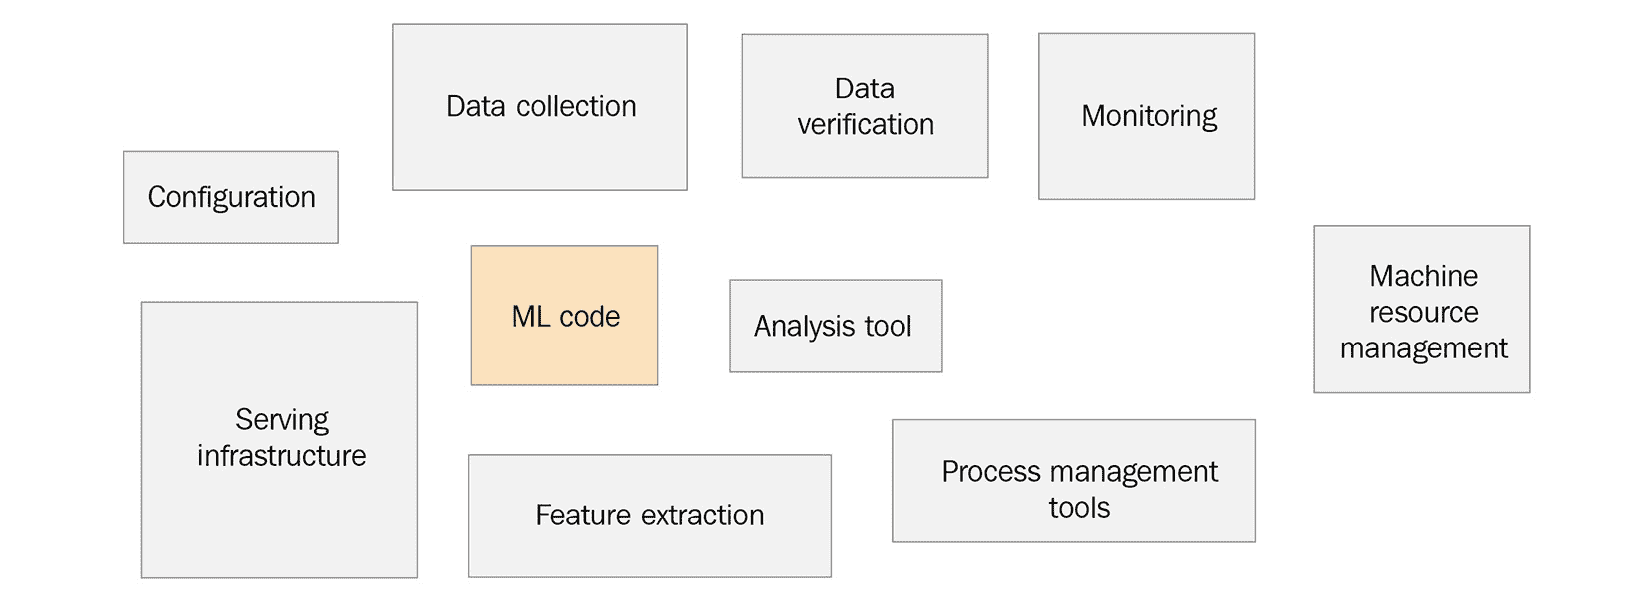 Data collection
Data
verification
Monitoring
Configuration
ML code
Analysis tool
Machine
resource
management
Serving
infrastructure
Feature extraction
Process management
tools